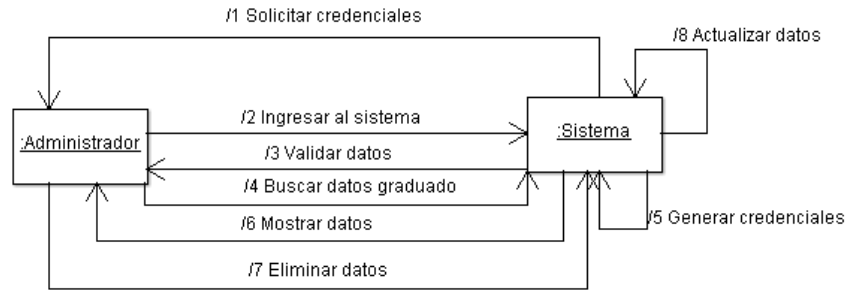 /1 Solicitar credenciales
/8 Actualizar datos
/2 Ingresar al sistema
:Sistema
:Administrador
/3 Validar datos
/4 Buscar datos graduado
/6 Mostrar datos
/5 Generar credenciales
/7 Eliminar datos